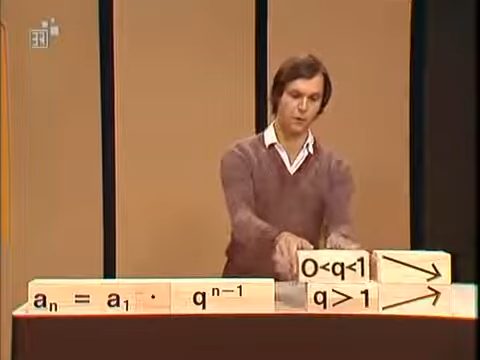 0<q<1 ↘
aₙ = a₁ · qⁿ⁻¹ q>1 ↗